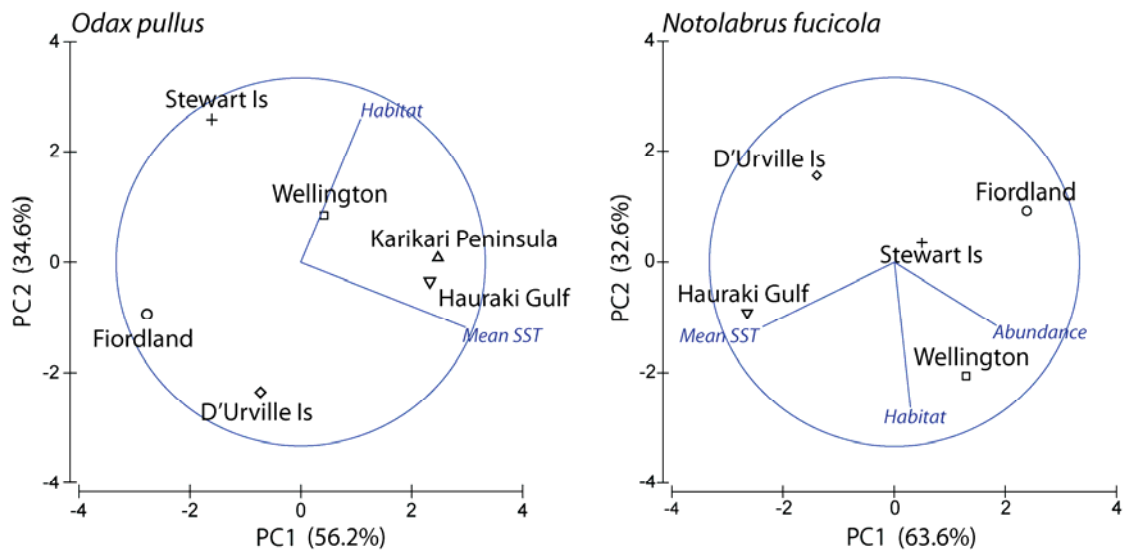 Odax pullus
4
2
0
-2
-4
PC2 (34.6%)
Stewart Is
Habitat
Wellington
Karikari Peninsula
Hauraki Gulf
Mean SST
Fiordland
D'Urville Is
-4
-2
0
2
4
PC1 (56.2%)
Notolabrus fucicola
4
2
0
-2
-4
PC2 (32.6%)
D'Urville Is
Fiordland
Stewart Is
Hauraki Gulf
Mean SST
Abundance
Wellington
Habitat
-4
-2
0
2
4
PC1 (63.6%)